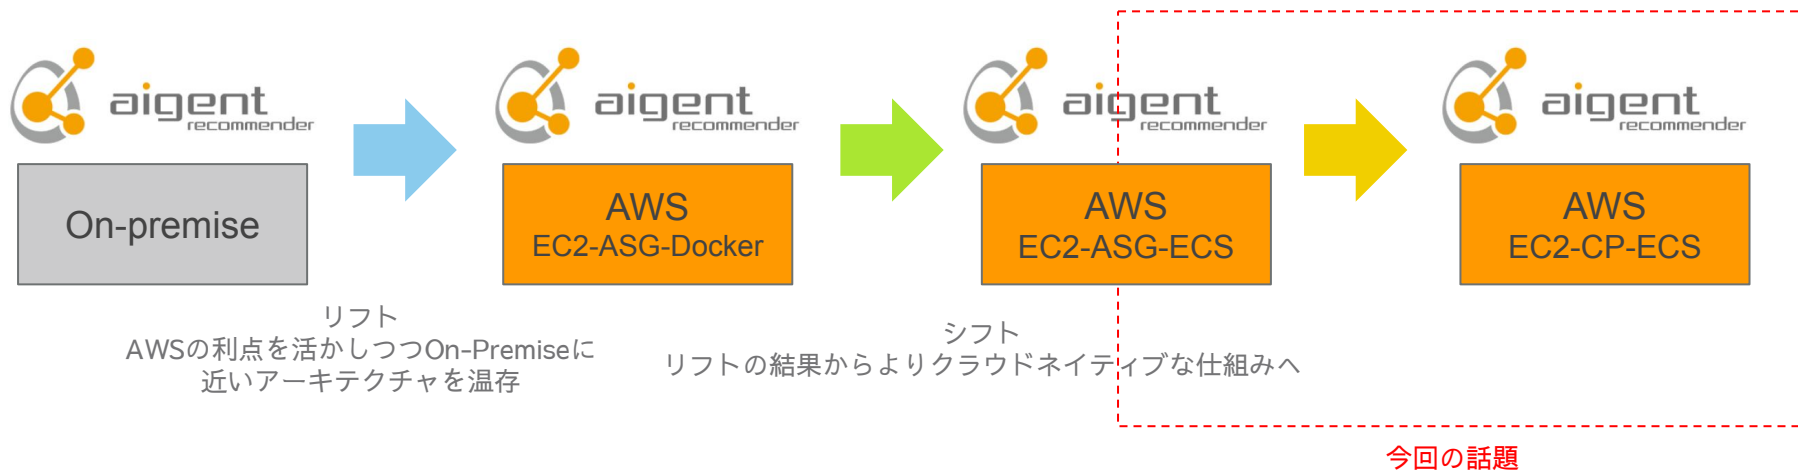 aigent
recommender
aigent
recommender
aigent
recommender
aigent
recommender
On-premise
AWS
EC2-ASG-Docker
AWS
EC2-ASG-ECS
AWS
EC2-CP-ECS
リフト
AWSの利点を活かしつつOn-Premiseに
近いアーキテクチャを温存
シフト
リフトの結果からよりクラウドネイティブな仕組みへ
今回の話題